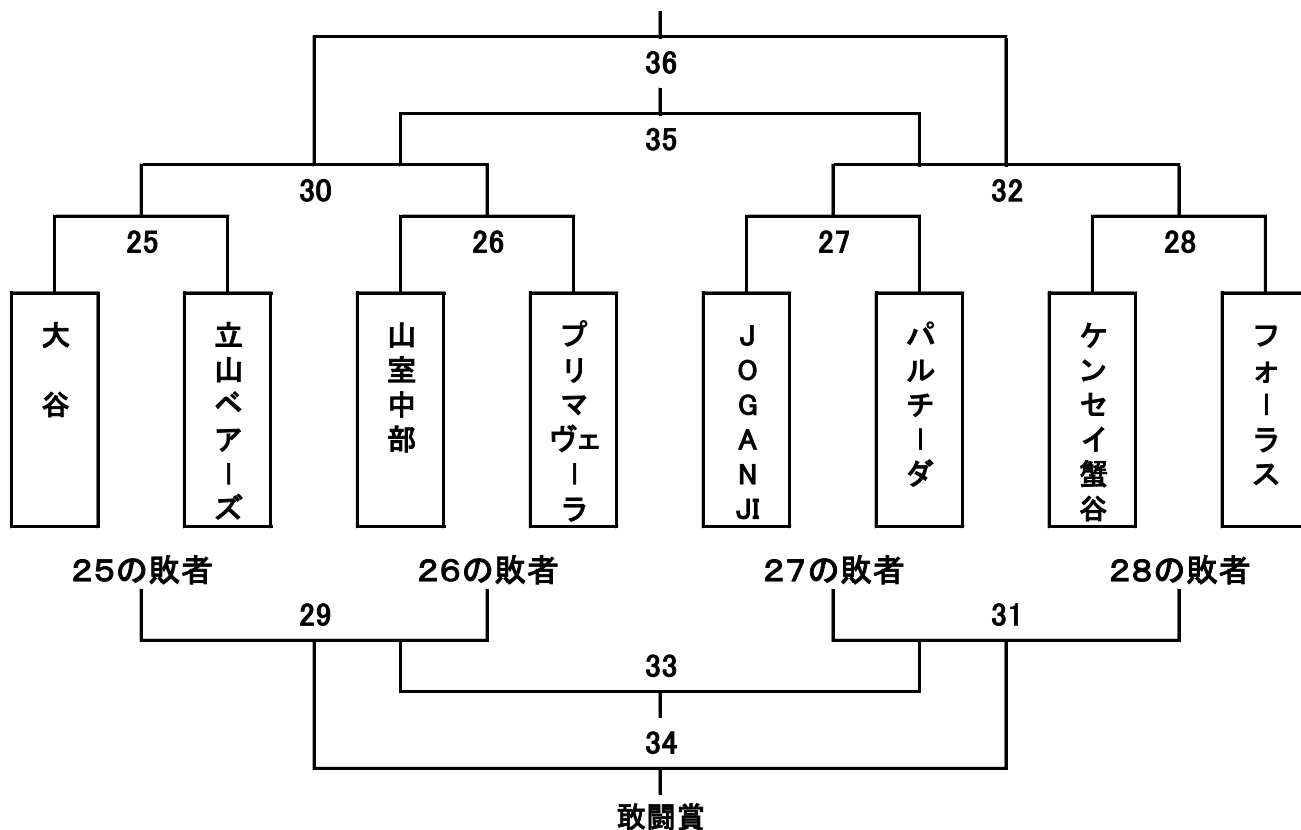 36
35
30
32
25
26
27
28
大谷
立山ベアーズ
山室中部
プリマヴェーラ
JOGANJI
パルチーダ
ケンセイ蟹谷
フォーラス
25の敗者
26の敗者
27の敗者
28の敗者
29
31
33
34
敢闘賞